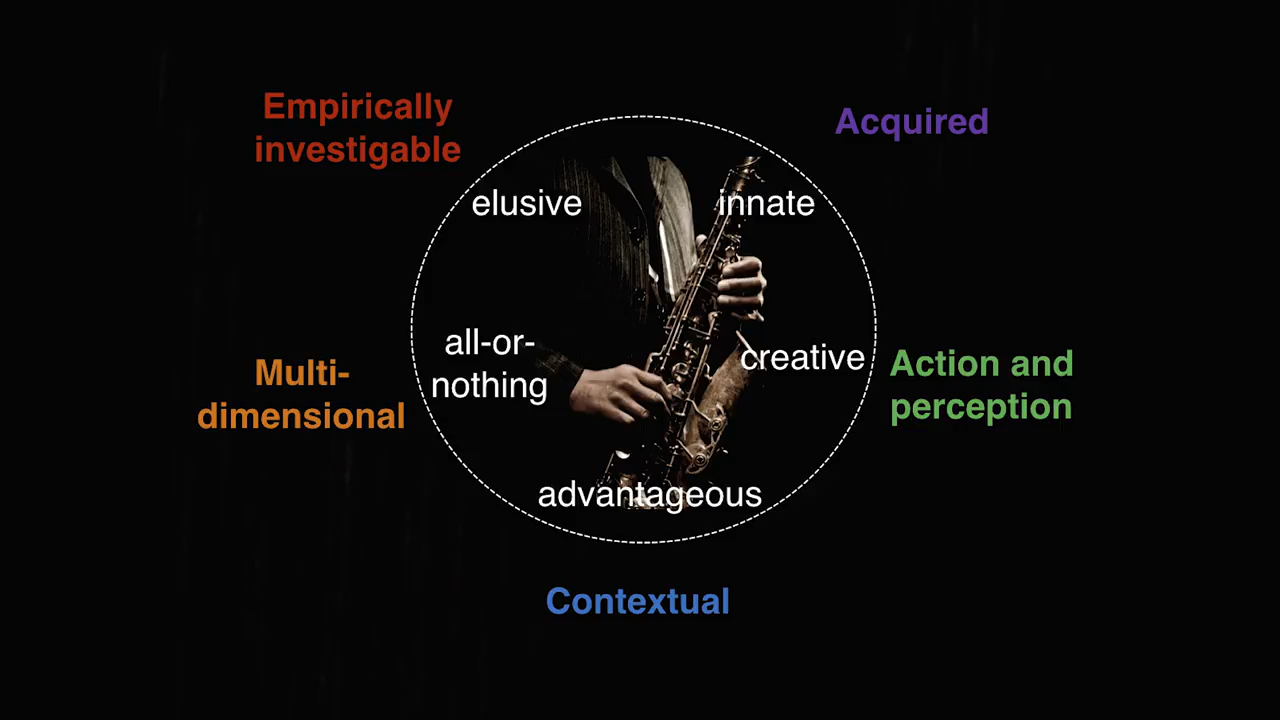 Empirically
investigable
Acquired
elusive
innate
all-or-
nothing
creative
Multi-
dimensional
Action and
perception
advantageous
Contextual